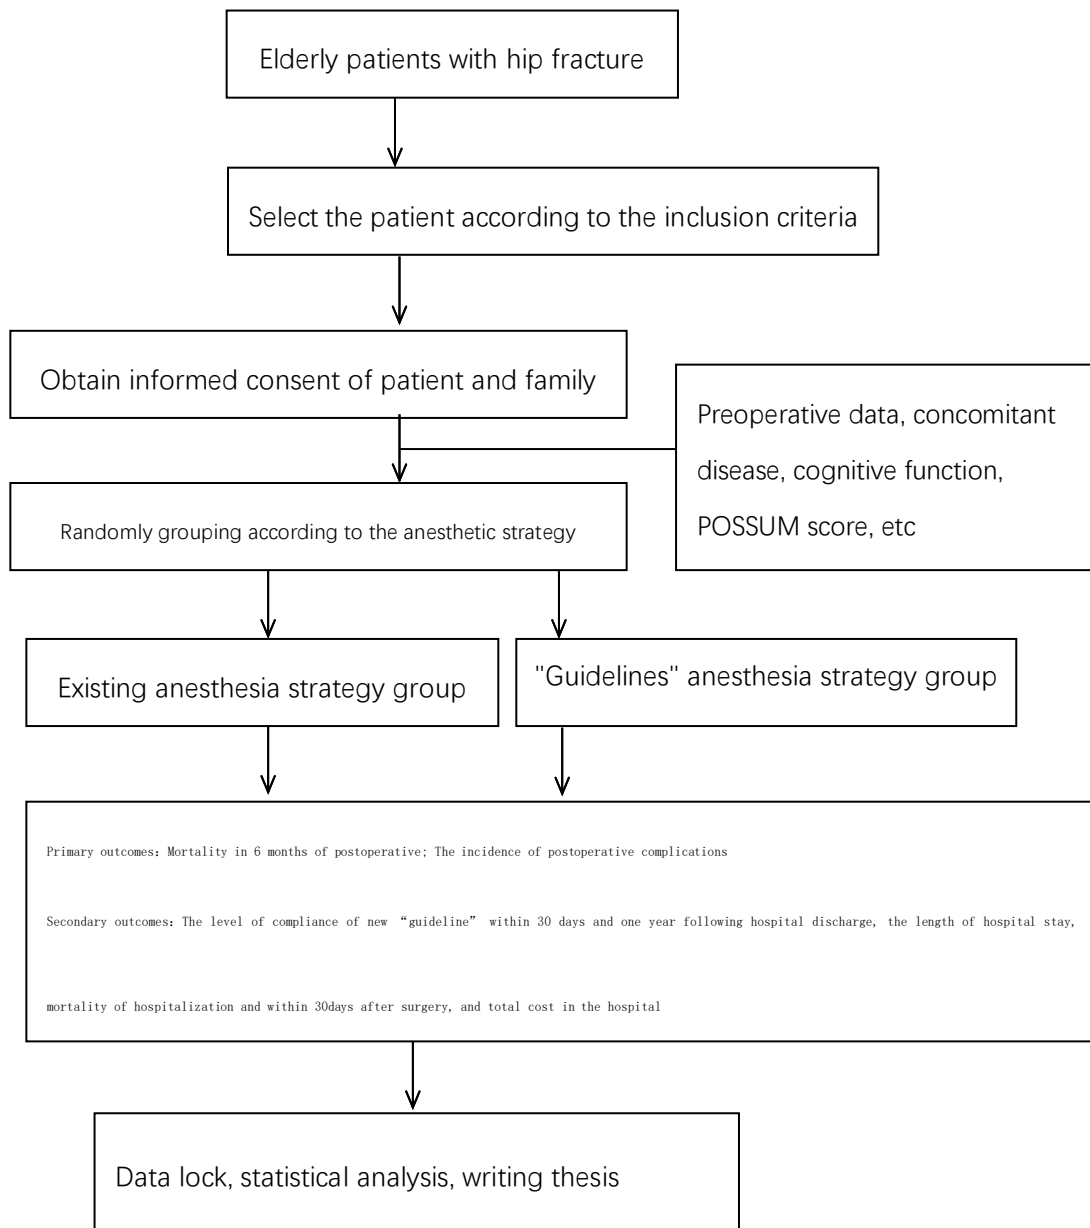 Elderly patients with hip fracture
Select the patient according to the inclusion criteria
Obtain informed consent of patient and family
Preoperative data, concomitant
disease, cognitive function,
POSSUM score, etc
Randomly grouping according to the anesthetic strategy
Existing anesthesia strategy group
"Guidelines" anesthesia strategy group
Primary outcomes: Mortality in 6 months of postoperative; The incidence of postoperative complications
Secondary outcomes: The level of compliance of new “guideline” within 30 days and one year following hospital discharge, the length of hospital stay,
mortality of hospitalization and within 30days after surgery, and total cost in the hospital
Data lock, statistical analysis, writing thesis